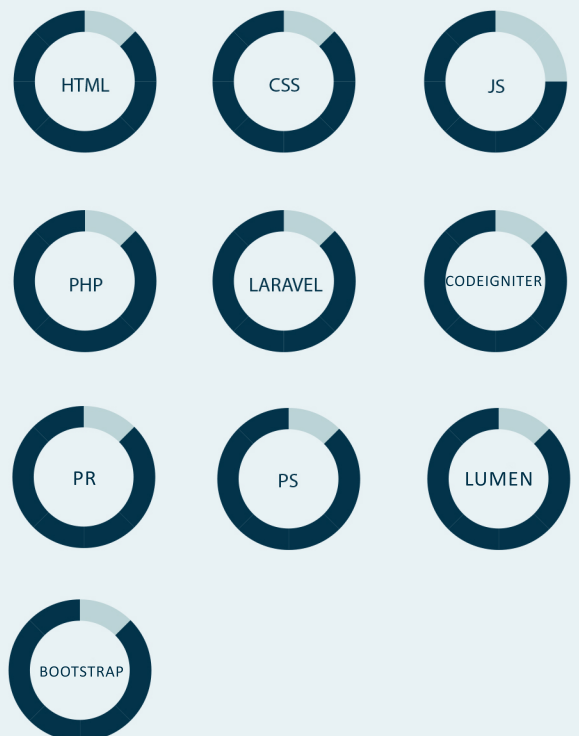 HTML
CSS
JS
PHP
LARAVEL
CODEIGNITER
PR
PS
LUMEN
BOOTSTRAP